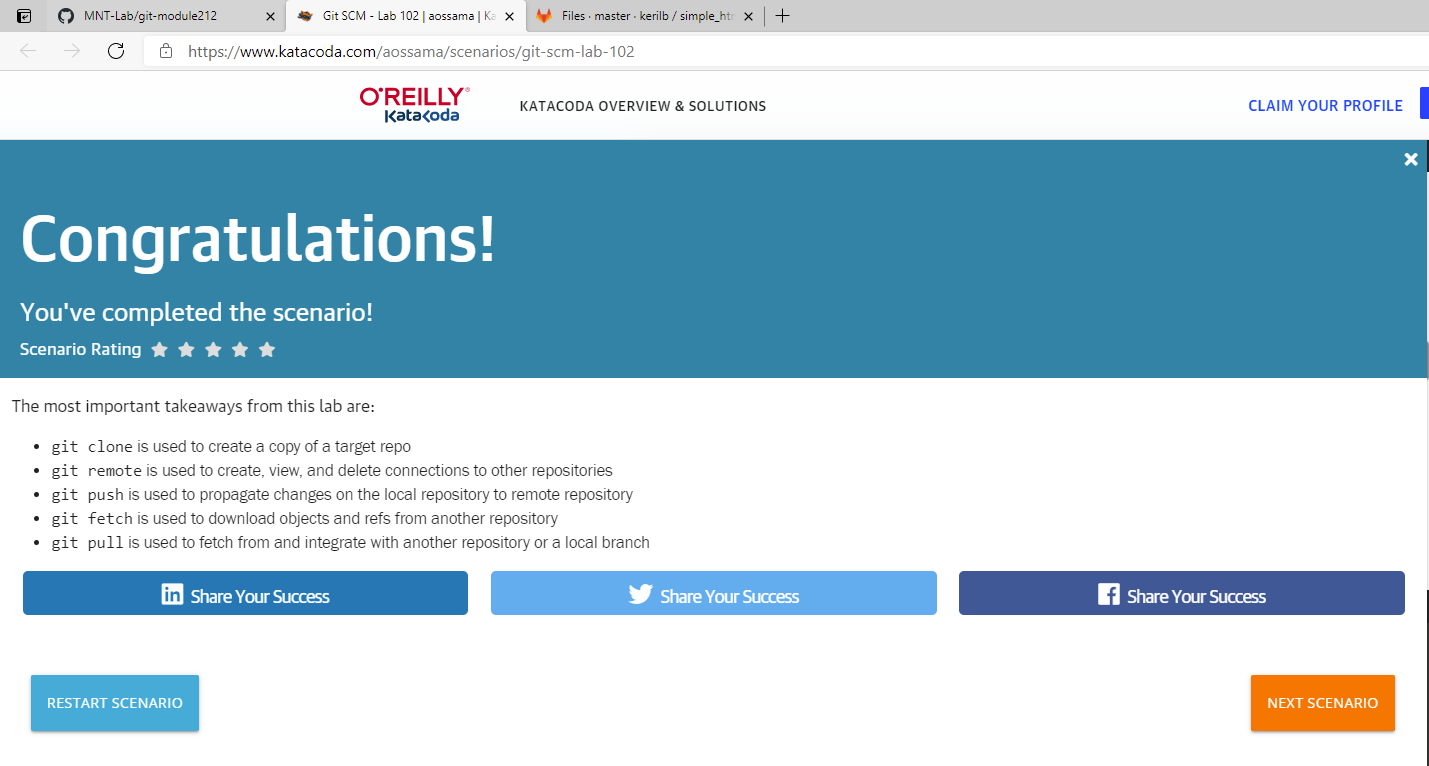 MNT-Lab/git-module212
Git SCM - Lab 102 | aossama | Ka
Files · master · kerilb / simple_htm
https://www.katacoda.com/aossama/scenarios/git-scm-lab-102
O'REILLY®
KataKoda
KATACODA OVERVIEW & SOLUTIONS
CLAIM YOUR PROFILE
Congratulations!
You've completed the scenario!
Scenario Rating
The most important takeaways from this lab are:
• git clone is used to create a copy of a target repo
• git remote is used to create, view, and delete connections to other repositories
• git push is used to propagate changes on the local repository to remote repository
• git fetch is used to download objects and refs from another repository
• git pull is used to fetch from and integrate with another repository or a local branch
in Share Your Success
Share Your Success
f Share Your Success
RESTART SCENARIO
NEXT SCENARIO